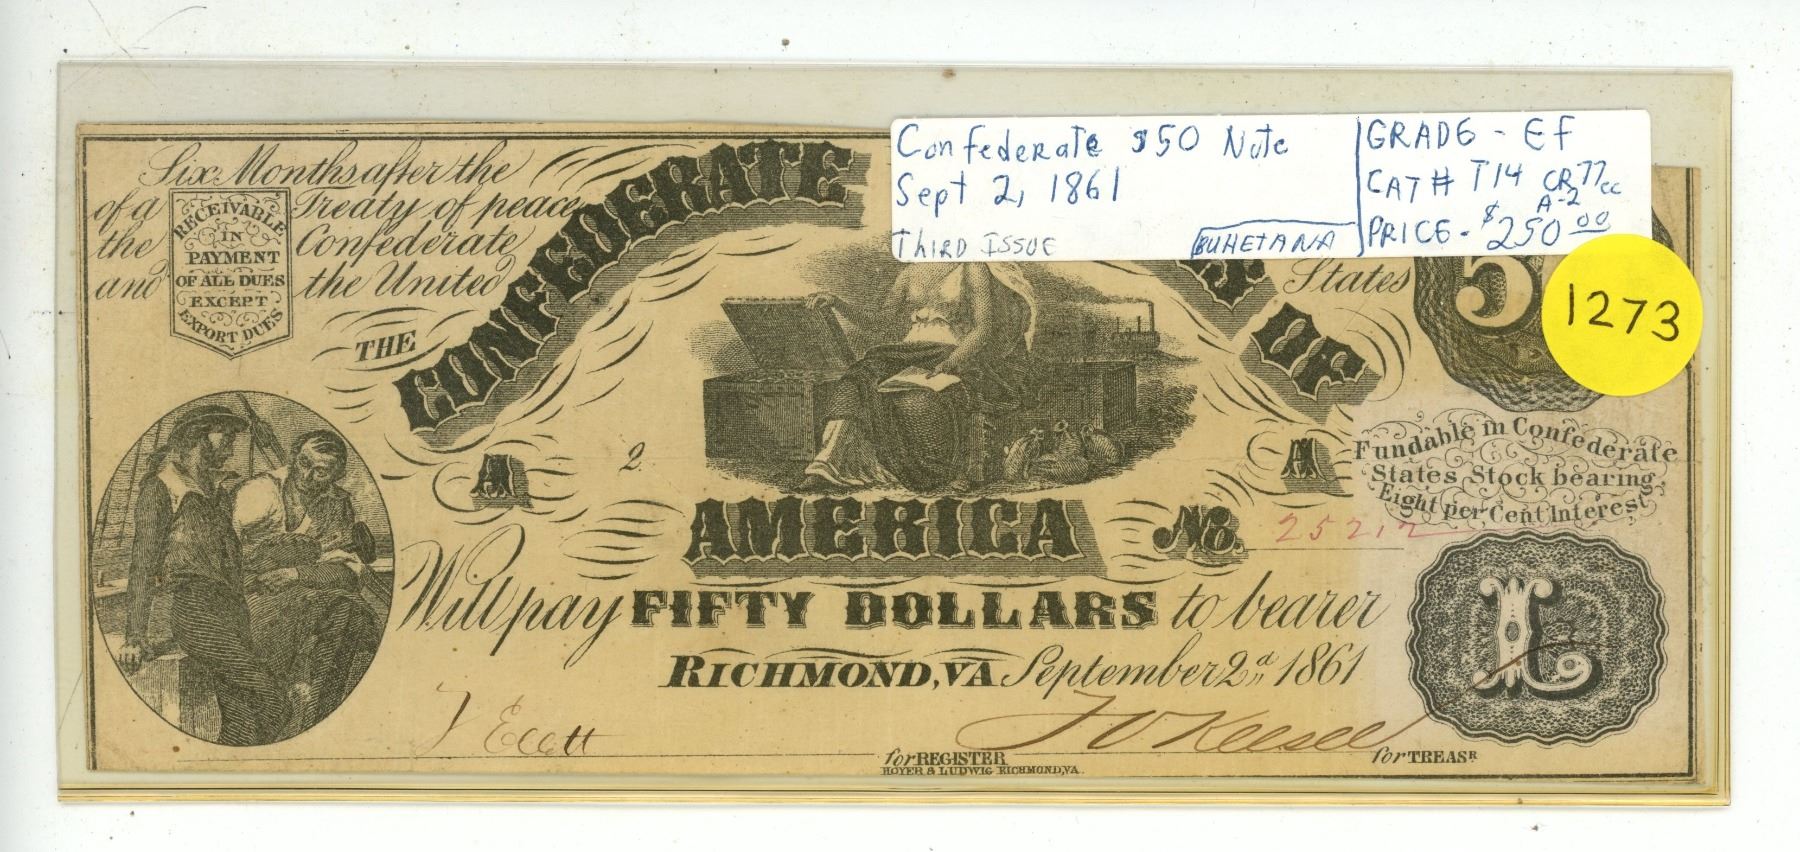 Confederate $50 Note
Sept 2, 1861
Third Issue
BUHETANA
GRADE - EF
CAT # T14 CR77cc
A-2
PRICE - $250.00
1273
Six Months after the
of a Treaty of peace
the Confederate States
and the United
RECEIVABLE
IN
PAYMENT
OF ALL DUES
EXCEPT
EXPORT DUES
THE CONFEDERATE OF
5
A 2 A
Fundable in Confederate
States Stock bearing
Eight per Cent Interest
AMERICA No. 25212
Will pay FIFTY DOLLARS to bearer
L
RICHMOND, VA September 2d, 1861
for REGISTER for TREASR
HOYER & LUDWIG RICHMOND, VA.